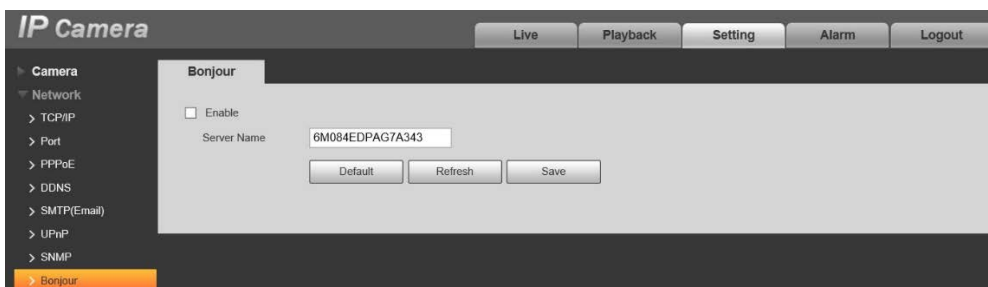 IP Camera
Live
Playback
Setting
Alarm
Logout
Camera
Network
TCP/IP
Port
PPPoE
DDNS
SMTP(Email)
UPnP
SNMP
Bonjour
Bonjour
Enable
Server Name 6M084EDPAG7A343
Default Refresh Save